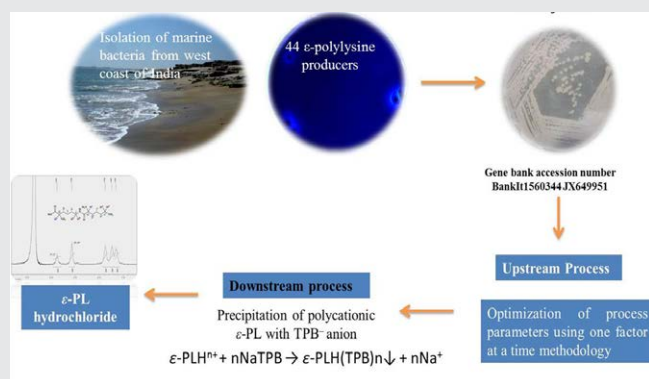 Isolation of marine
bacteria from west
coast of India
44 ε-polylysine
producers
Gene bank accession number
BankIt1560344 JX649951
Upstream Process
Optimization of process
parameters using one factor
at a time methodology
Downstream process
Precipitation of polycationic
ε-PL with TPB⁻ anion
ε-PLHⁿ⁺ + nNaTPB → ε-PLH(TPB)n↓ + nNa⁺
ε-PL
hydrochloride